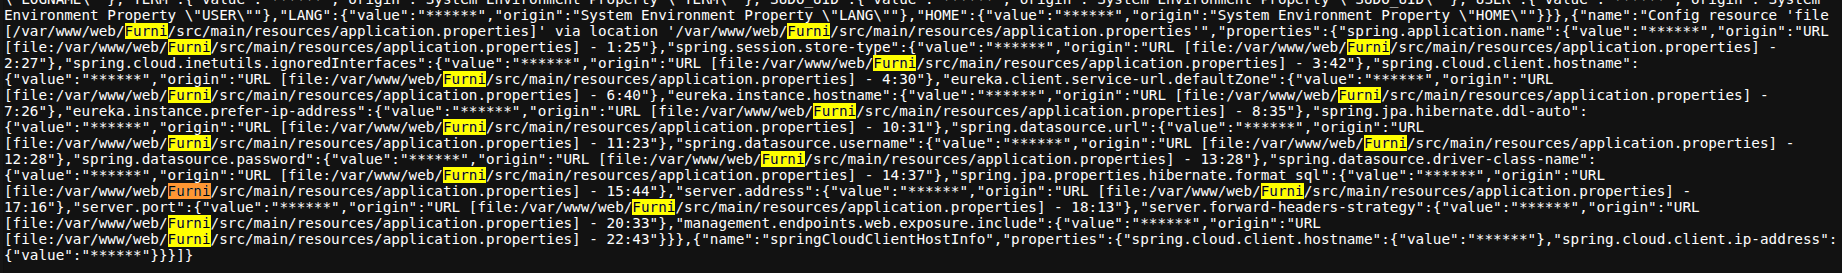 \"LANG\"
Environment Property \"USER\""},"LANG":{"value":"******","origin":"System Environment Property \"LANG\""},"HOME":{"value":"******","origin":"System Environment Property \"HOME\""}}},{"name":"Config resource 'file
[/var/www/web/Furni/src/main/resources/application.properties]' via location '/var/www/web/Furni/src/main/resources/application.properties'","properties":{"spring.application.name":{"value":"******","origin":"URL
[file:/var/www/web/Furni/src/main/resources/application.properties] - 1:25"},"spring.session.store-type":{"value":"******","origin":"URL [file:/var/www/web/Furni/src/main/resources/application.properties] -
2:27"},"spring.cloud.inetutils.ignoredInterfaces":{"value":"******","origin":"URL [file:/var/www/web/Furni/src/main/resources/application.properties] - 3:42"},"spring.cloud.client.hostname":
{"value":"******","origin":"URL [file:/var/www/web/Furni/src/main/resources/application.properties] - 4:30"},"eureka.client.service-url.defaultZone":{"value":"******","origin":"URL
[file:/var/www/web/Furni/src/main/resources/application.properties] - 6:40"},"eureka.instance.hostname":{"value":"******","origin":"URL [file:/var/www/web/Furni/src/main/resources/application.properties] -
7:26"},"eureka.instance.prefer-ip-address":{"value":"******","origin":"URL [file:/var/www/web/Furni/src/main/resources/application.properties] - 8:35"},"spring.jpa.hibernate.ddl-auto":
{"value":"******","origin":"URL [file:/var/www/web/Furni/src/main/resources/application.properties] - 10:31"},"spring.datasource.url":{"value":"******","origin":"URL
[file:/var/www/web/Furni/src/main/resources/application.properties] - 11:23"},"spring.datasource.username":{"value":"******","origin":"URL [file:/var/www/web/Furni/src/main/resources/application.properties] -
12:28"},"spring.datasource.password":{"value":"******","origin":"URL [file:/var/www/web/Furni/src/main/resources/application.properties] - 13:28"},"spring.datasource.driver-class-name":
{"value":"******","origin":"URL [file:/var/www/web/Furni/src/main/resources/application.properties] - 14:37"},"spring.jpa.properties.hibernate.format_sql":{"value":"******","origin":"URL
[file:/var/www/web/Furni/src/main/resources/application.properties] - 15:44"},"server.address":{"value":"******","origin":"URL [file:/var/www/web/Furni/src/main/resources/application.properties] -
17:16"},"server.port":{"value":"******","origin":"URL [file:/var/www/web/Furni/src/main/resources/application.properties] - 18:13"},"server.forward-headers-strategy":{"value":"******","origin":"URL
[file:/var/www/web/Furni/src/main/resources/application.properties] - 20:33"},"management.endpoints.web.exposure.include":{"value":"******","origin":"URL
[file:/var/www/web/Furni/src/main/resources/application.properties] - 22:43"}}},{"name":"springCloudClientHostInfo","properties":{"spring.cloud.client.hostname":{"value":"******"},"spring.cloud.client.ip-address":
{"value":"******"}}}]}